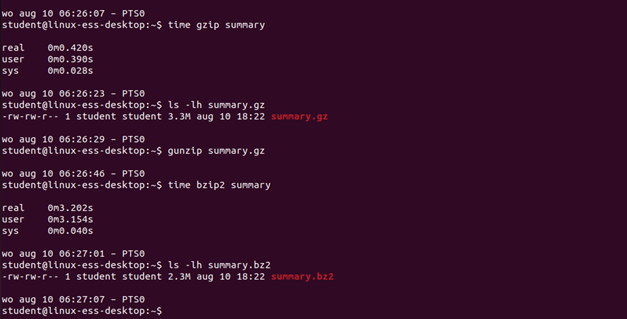 wo aug 10 06:26:07 – PTS0
student@linux-ess-desktop:~$ time gzip summary
real 0m0.420s
user 0m0.390s
sys 0m0.028s
wo aug 10 06:26:23 – PTS0
student@linux-ess-desktop:~$ ls -lh summary.gz
-rw-rw-r-- 1 student student 3.3M aug 10 18:22 summary.gz
wo aug 10 06:26:29 – PTS0
student@linux-ess-desktop:~$ gunzip summary.gz
wo aug 10 06:26:46 – PTS0
student@linux-ess-desktop:~$ time bzip2 summary
real 0m3.202s
user 0m3.154s
sys 0m0.040s
wo aug 10 06:27:01 – PTS0
student@linux-ess-desktop:~$ ls -lh summary.bz2
-rw-rw-r-- 1 student student 2.3M aug 10 18:22 summary.bz2
wo aug 10 06:27:07 – PTS0
student@linux-ess-desktop:~$